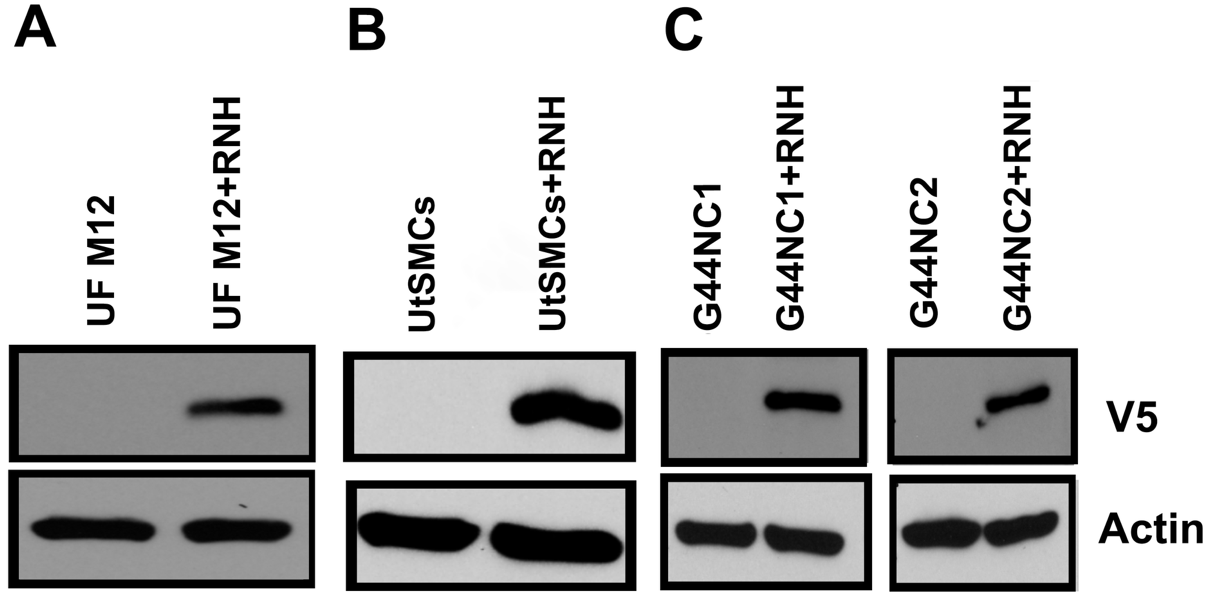 A
B
C
UF M12
UF M12+RNH
UtSMCs
UtSMCs+RNH
G44NC1
G44NC1+RNH
G44NC2
G44NC2+RNH
V5
Actin